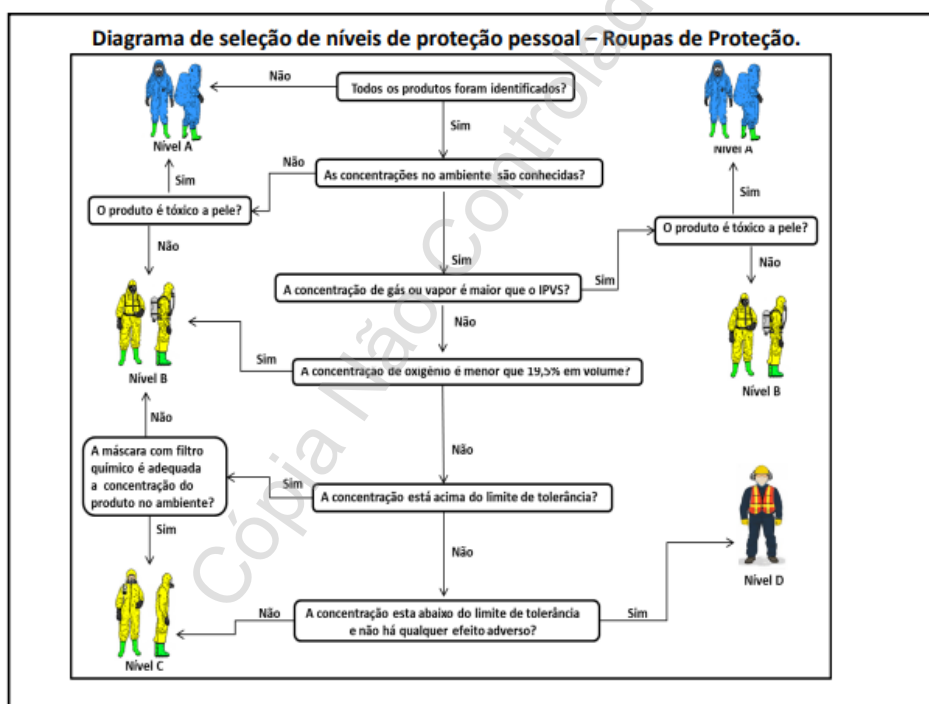 Diagrama de seleção de níveis de proteção pessoal – Roupas de Proteção.
Não
Todos os produtos foram identificados?
Nível A
Nível A
Sim
Não
As concentrações no ambiente são conhecidas?
Sim
Sim
O produto é tóxico a pele?
O produto é tóxico a pele?
Não
Sim
Sim
Não
A concentração de gás ou vapor é maior que o IPVS?
Não
Sim
A concentração de oxigênio é menor que 19,5% em volume?
Nível B
Nível B
Não
A máscara com filtro
químico é adequada
a concentração do
produto no ambiente?
Não
Sim
A concentração está acima do limite de tolerância?
Sim
Não
Nível D
Não
A concentração esta abaixo do limite de tolerância
e não há qualquer efeito adverso?
Sim
Nível C
Cópia Não Controlad